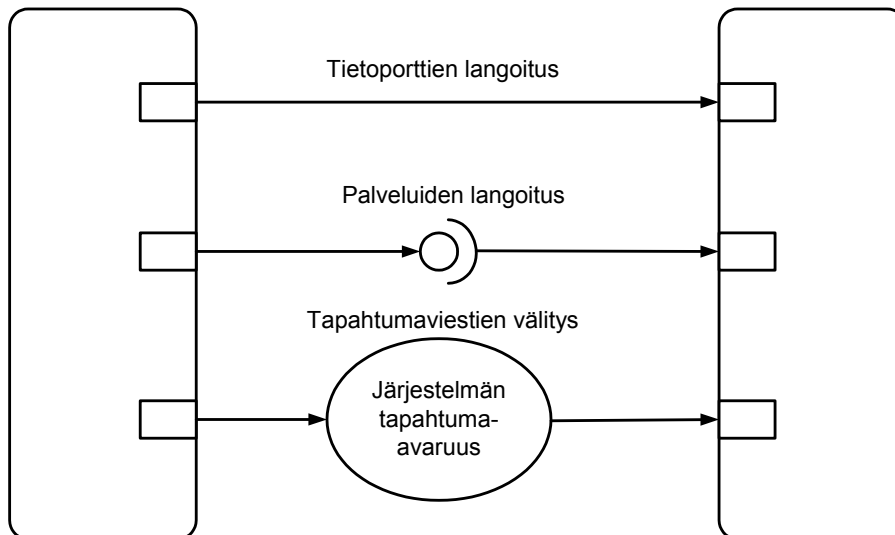 Tietoporttien langoitus
Palveluiden langoitus
Tapahtumaviestien välitys
Järjestelmän
tapahtuma-
avaruus